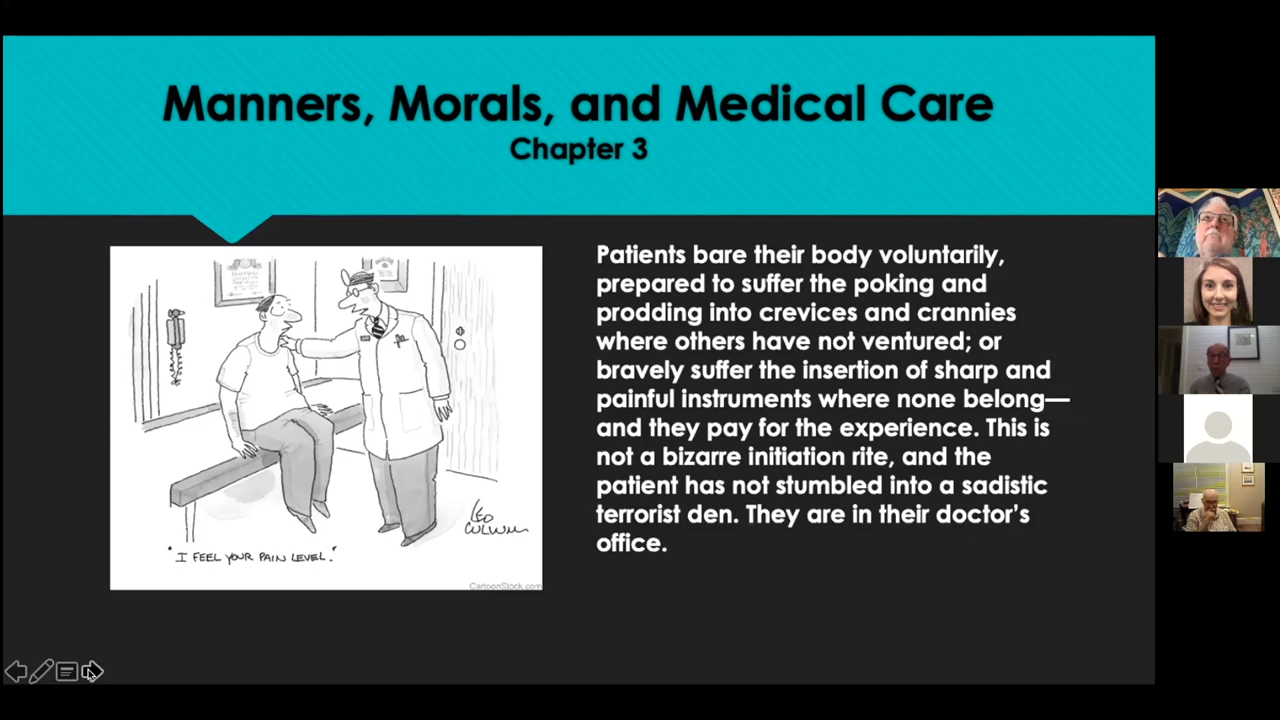 Manners, Morals, and Medical Care
Chapter 3
Patients bare their body voluntarily,
prepared to suffer the poking and
prodding into crevices and crannies
where others have not ventured; or
bravely suffer the insertion of sharp and
painful instruments where none belong—
and they pay for the experience. This is
not a bizarre initiation rite, and the
patient has not stumbled into a sadistic
terrorist den. They are in their doctor's
office.
LEO
CULLUM
"I FEEL YOUR PAIN LEVEL."
CartoonStock.com